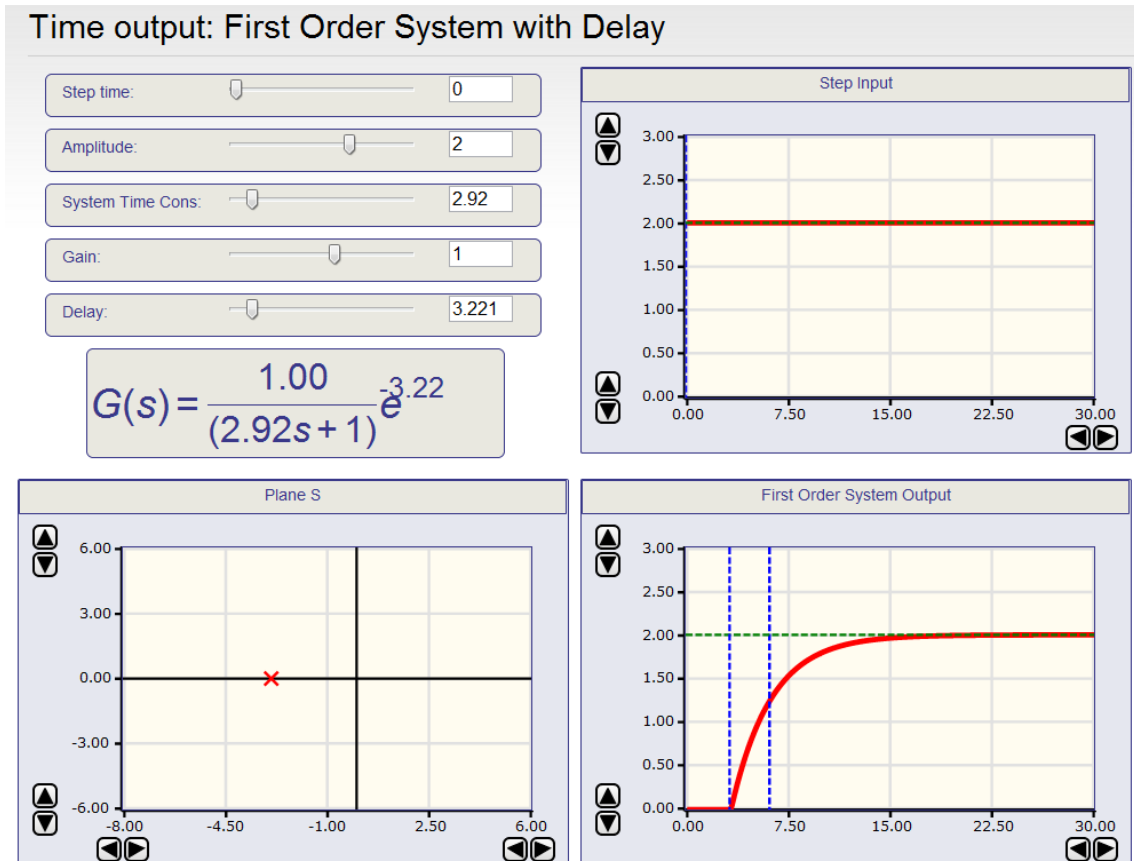 Time output: First Order System with Delay
Step time: 0
Amplitude: 2
System Time Cons: 2.92
Gain: 1
Delay: 3.221
G(s) = 1.00 / (2.92s + 1) e^-3.22
Step Input
3.00
2.50
2.00
1.50
1.00
0.50
0.00
0.00 7.50 15.00 22.50 30.00
Plane S
6.00
3.00
0.00
-3.00
-6.00
-8.00 -4.50 -1.00 2.50 6.00
First Order System Output
3.00
2.50
2.00
1.50
1.00
0.50
0.00
0.00 7.50 15.00 22.50 30.00